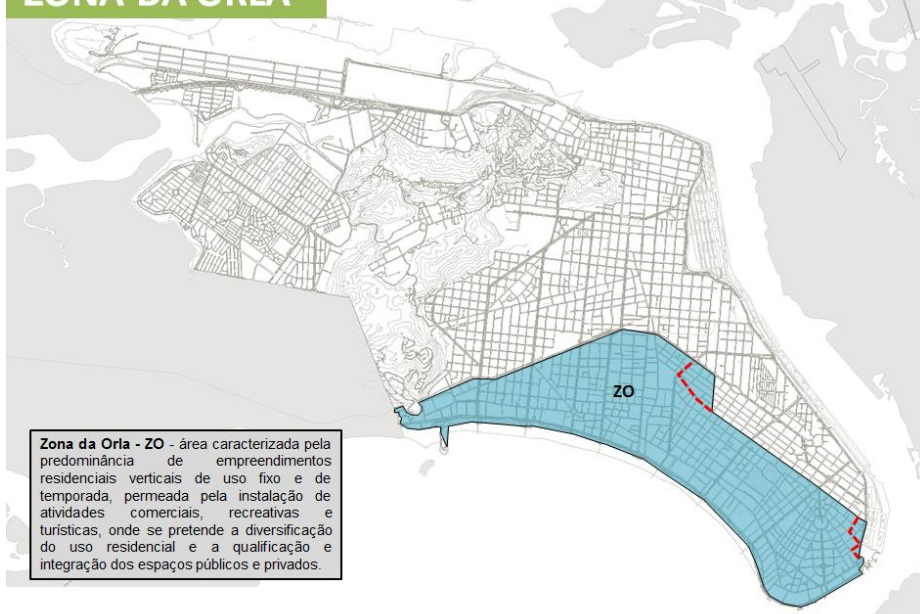 ZONA DA ORLA
ZO
Zona da Orla - ZO - área caracterizada pela
predominância de empreendimentos
residenciais verticais de uso fixo e de
temporada, permeada pela instalação de
atividades comerciais, recreativas e
turísticas, onde se pretende a diversificação
do uso residencial e a qualificação e
integração dos espaços públicos e privados.